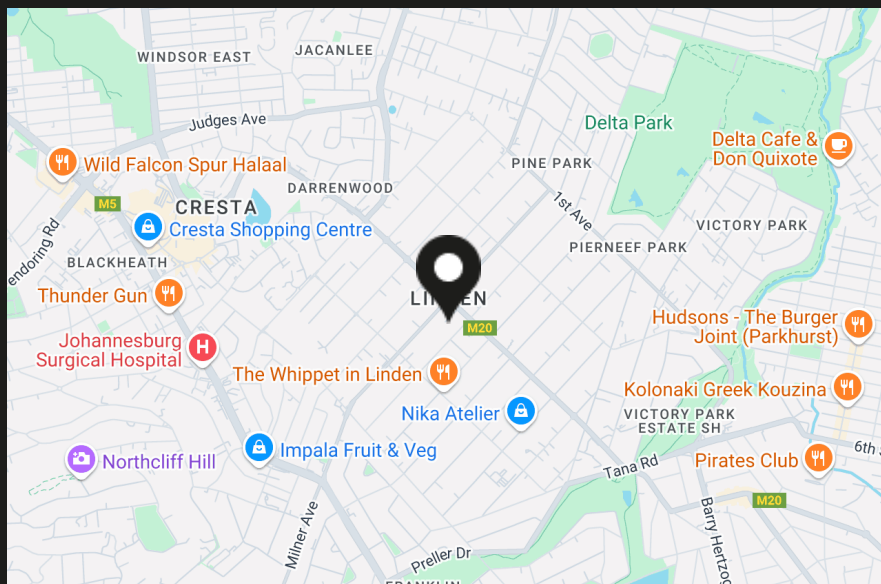 JACANLEE
WINDSOR EAST
Judges Ave
Delta Park
Delta Cafe &
Don Quixote
Wild Falcon Spur Halaal
PINE PARK
DARRENWOOD
M5
CRESTA
1st Ave
Cresta Shopping Centre
VICTORY PARK
PIERNEEF PARK
endoring Rd
BLACKHEATH
Thunder Gun
M20
Hudsons - The Burger
Joint (Parkhurst)
Johannesburg
Surgical Hospital
The Whippet in Linden
Kolonaki Greek Kouzina
Nika Atelier
VICTORY PARK
ESTATE SH
Impala Fruit & Veg
6th
Northcliff Hill
Tana Rd
Pirates Club
M20
Milner Ave
Barry Hertzog
Preller Dr